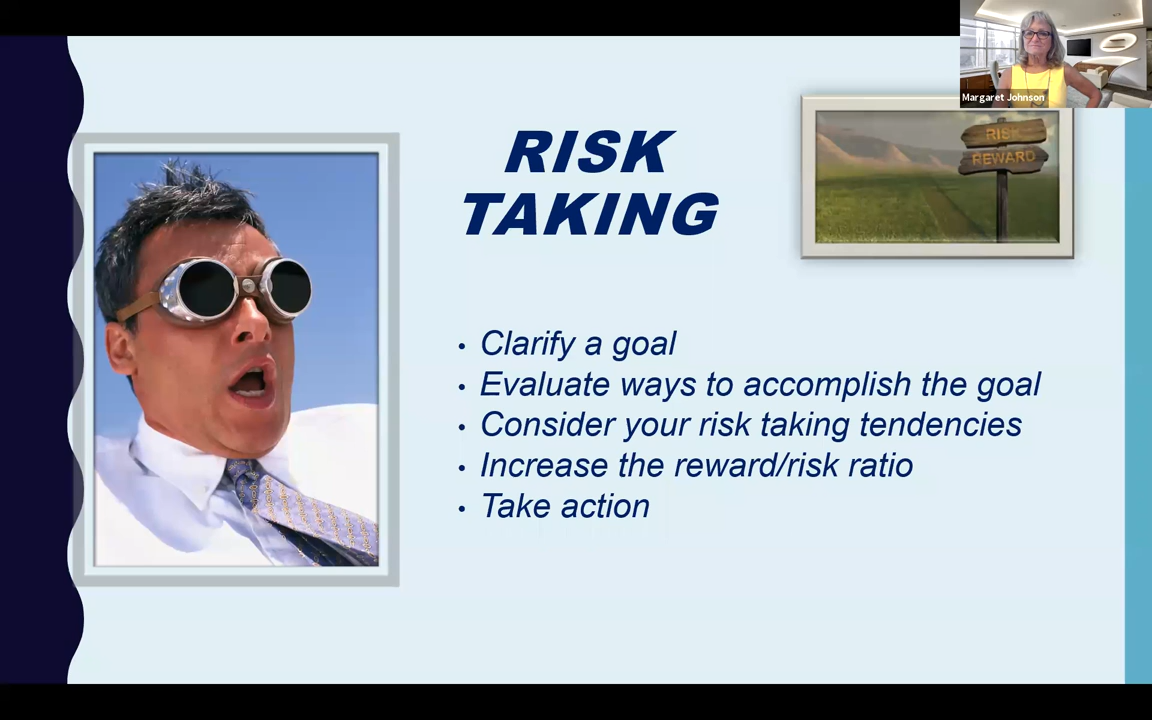 Margaret Johnson
RISK
TAKING
RISK
REWARD
• Clarify a goal
• Evaluate ways to accomplish the goal
• Consider your risk taking tendencies
• Increase the reward/risk ratio
• Take action